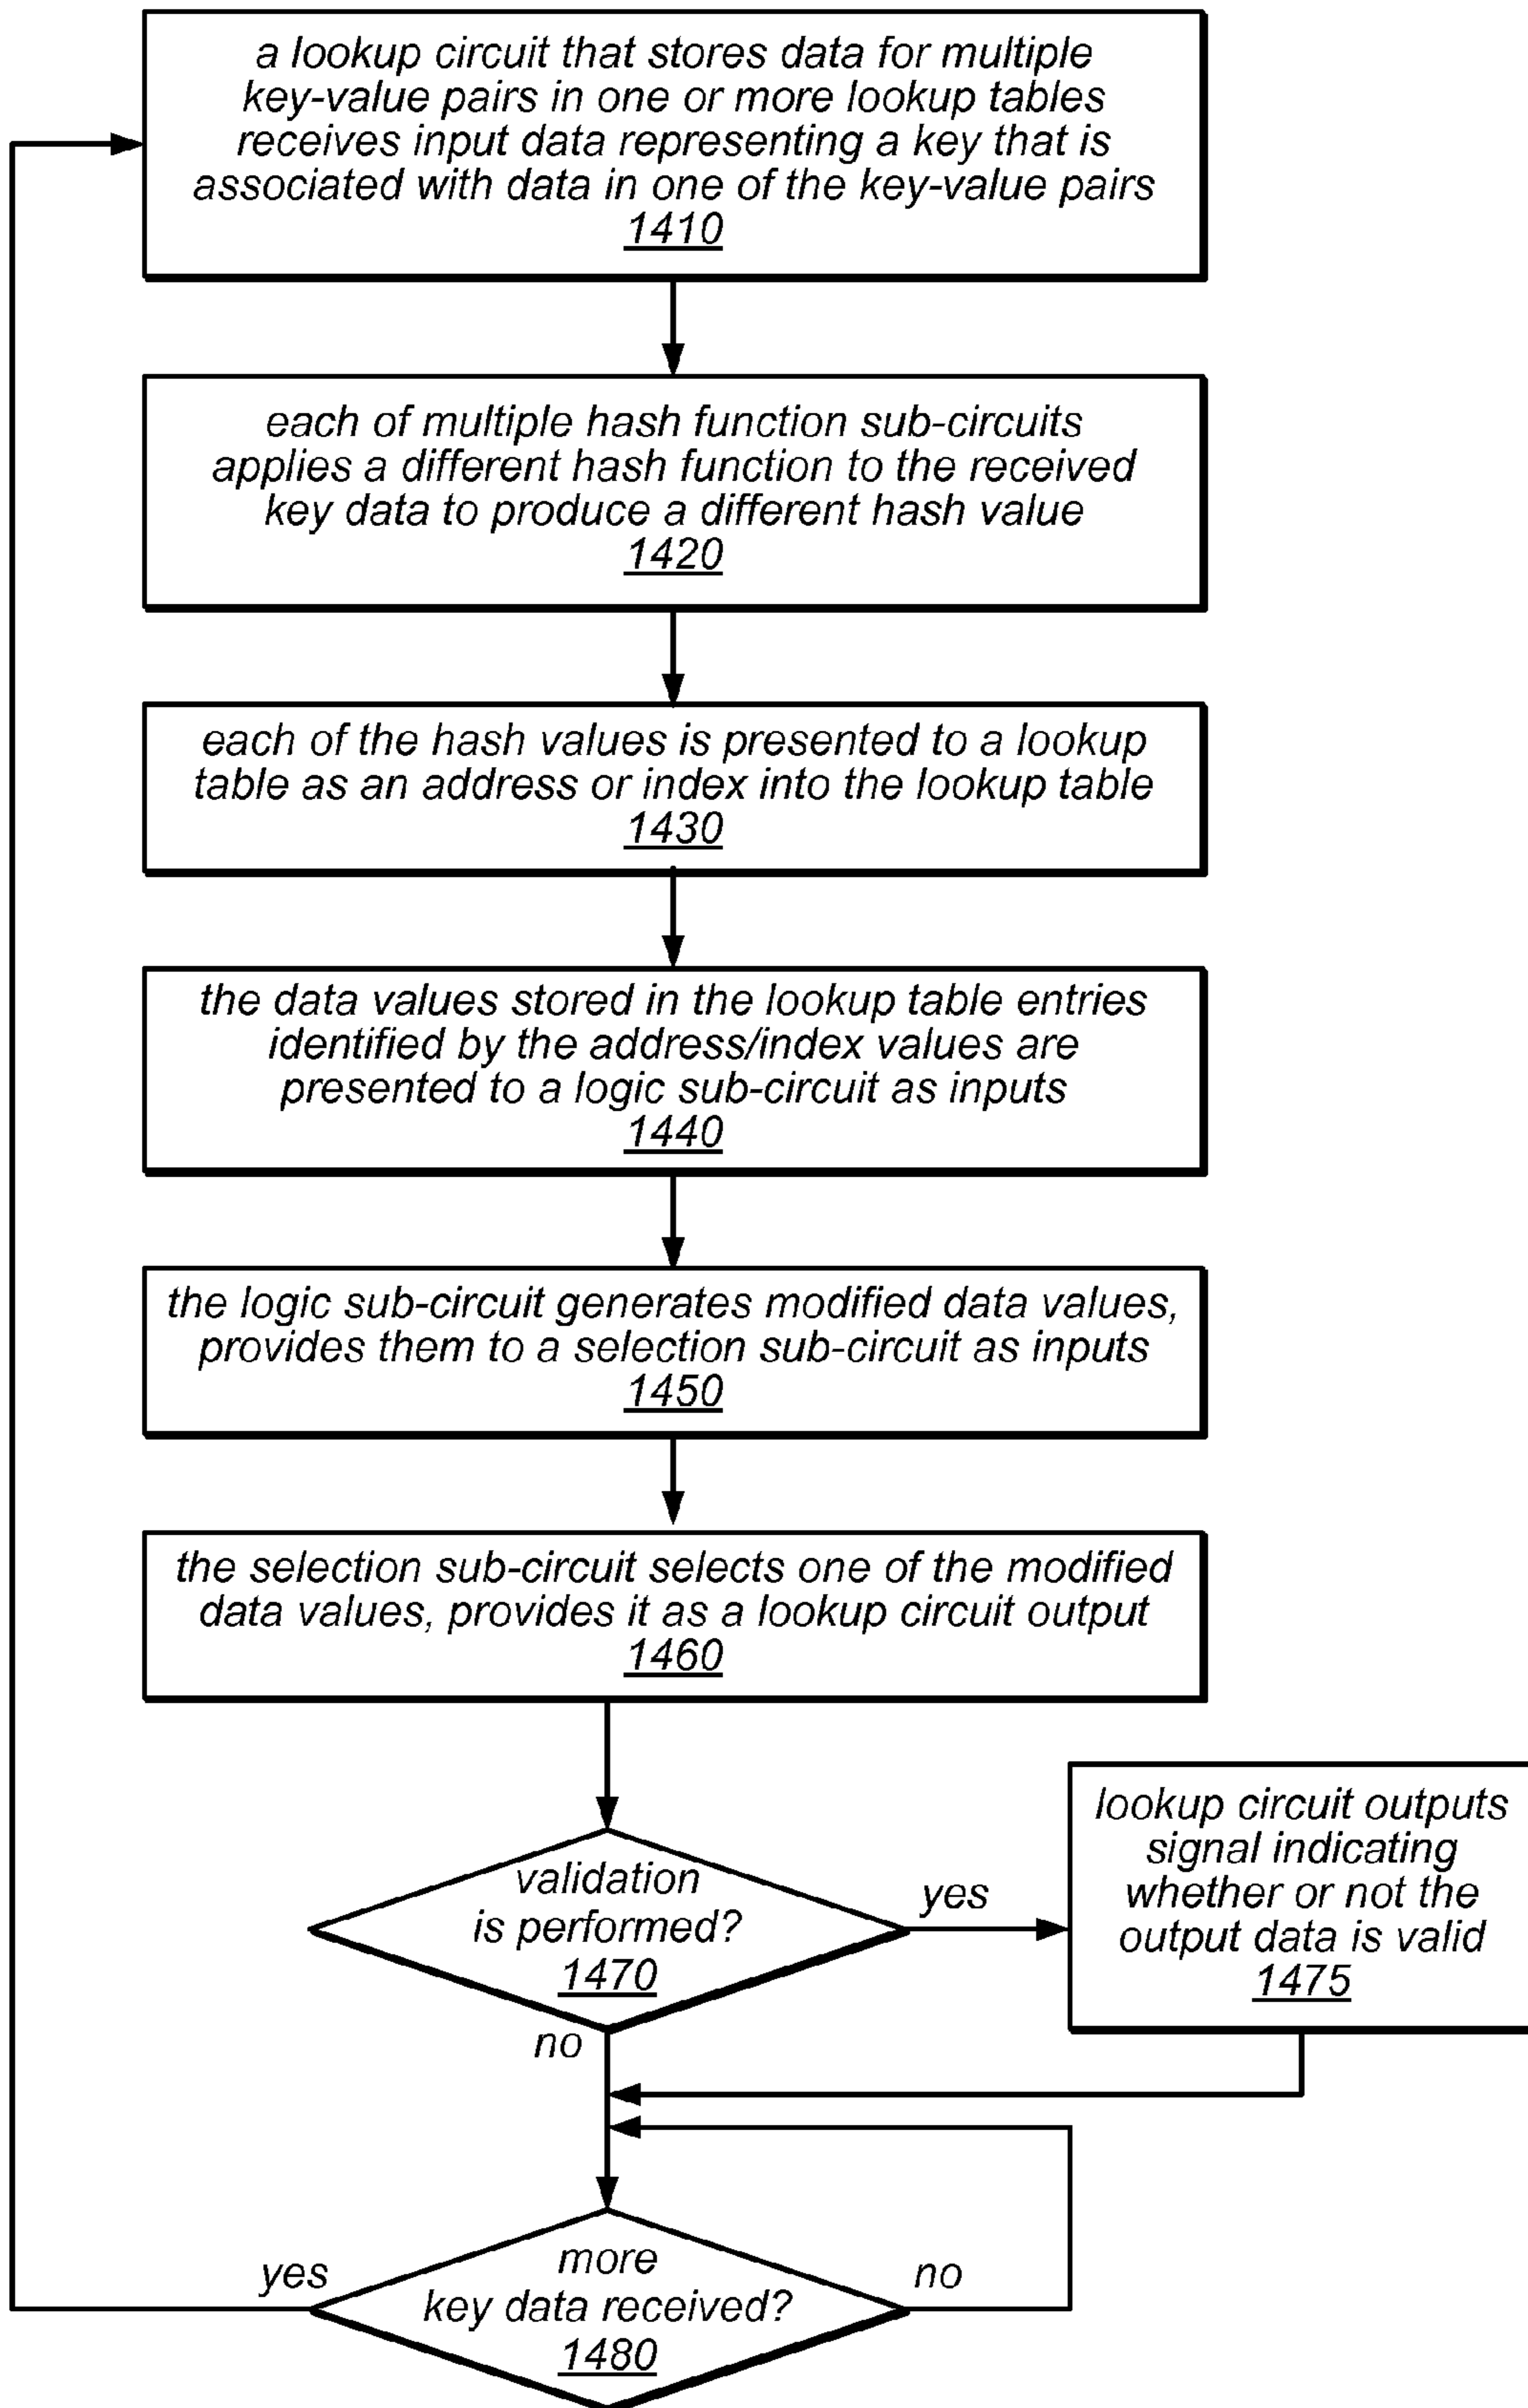 a lookup circuit that stores data for multiple
key-value pairs in one or more lookup tables
receives input data representing a key that is
associated with data in one of the key-value pairs
1410
each of multiple hash function sub-circuits
applies a different hash function to the received
key data to produce a different hash value
1420
each of the hash values is presented to a lookup
table as an address or index into the lookup table
1430
the data values stored in the lookup table entries
identified by the address/index values are
presented to a logic sub-circuit as inputs
1440
the logic sub-circuit generates modified data values,
provides them to a selection sub-circuit as inputs
1450
the selection sub-circuit selects one of the modified
data values, provides it as a lookup circuit output
1460
validation
is performed?
1470
yes
lookup circuit outputs
signal indicating
whether or not the
output data is valid
1475
no
yes
more
key data received?
1480
no